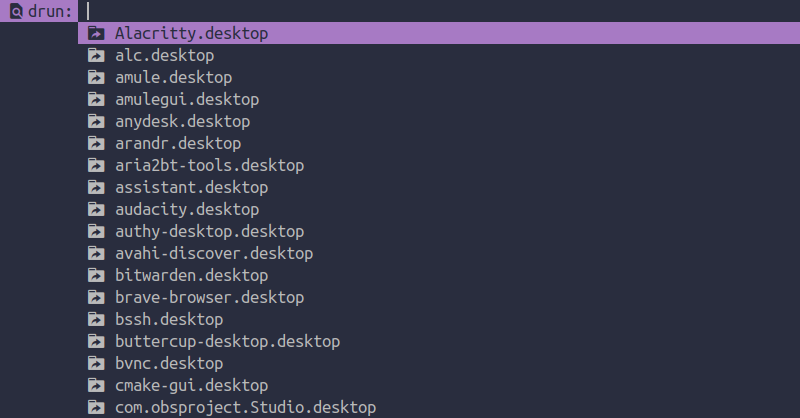 drun:
Alacritty.desktop
alc.desktop
amule.desktop
amulegui.desktop
anydesk.desktop
arandr.desktop
aria2bt-tools.desktop
assistant.desktop
audacity.desktop
authy-desktop.desktop
avahi-discover.desktop
bitwarden.desktop
brave-browser.desktop
bssh.desktop
buttercup-desktop.desktop
bvnc.desktop
cmake-gui.desktop
com.obsproject.Studio.desktop